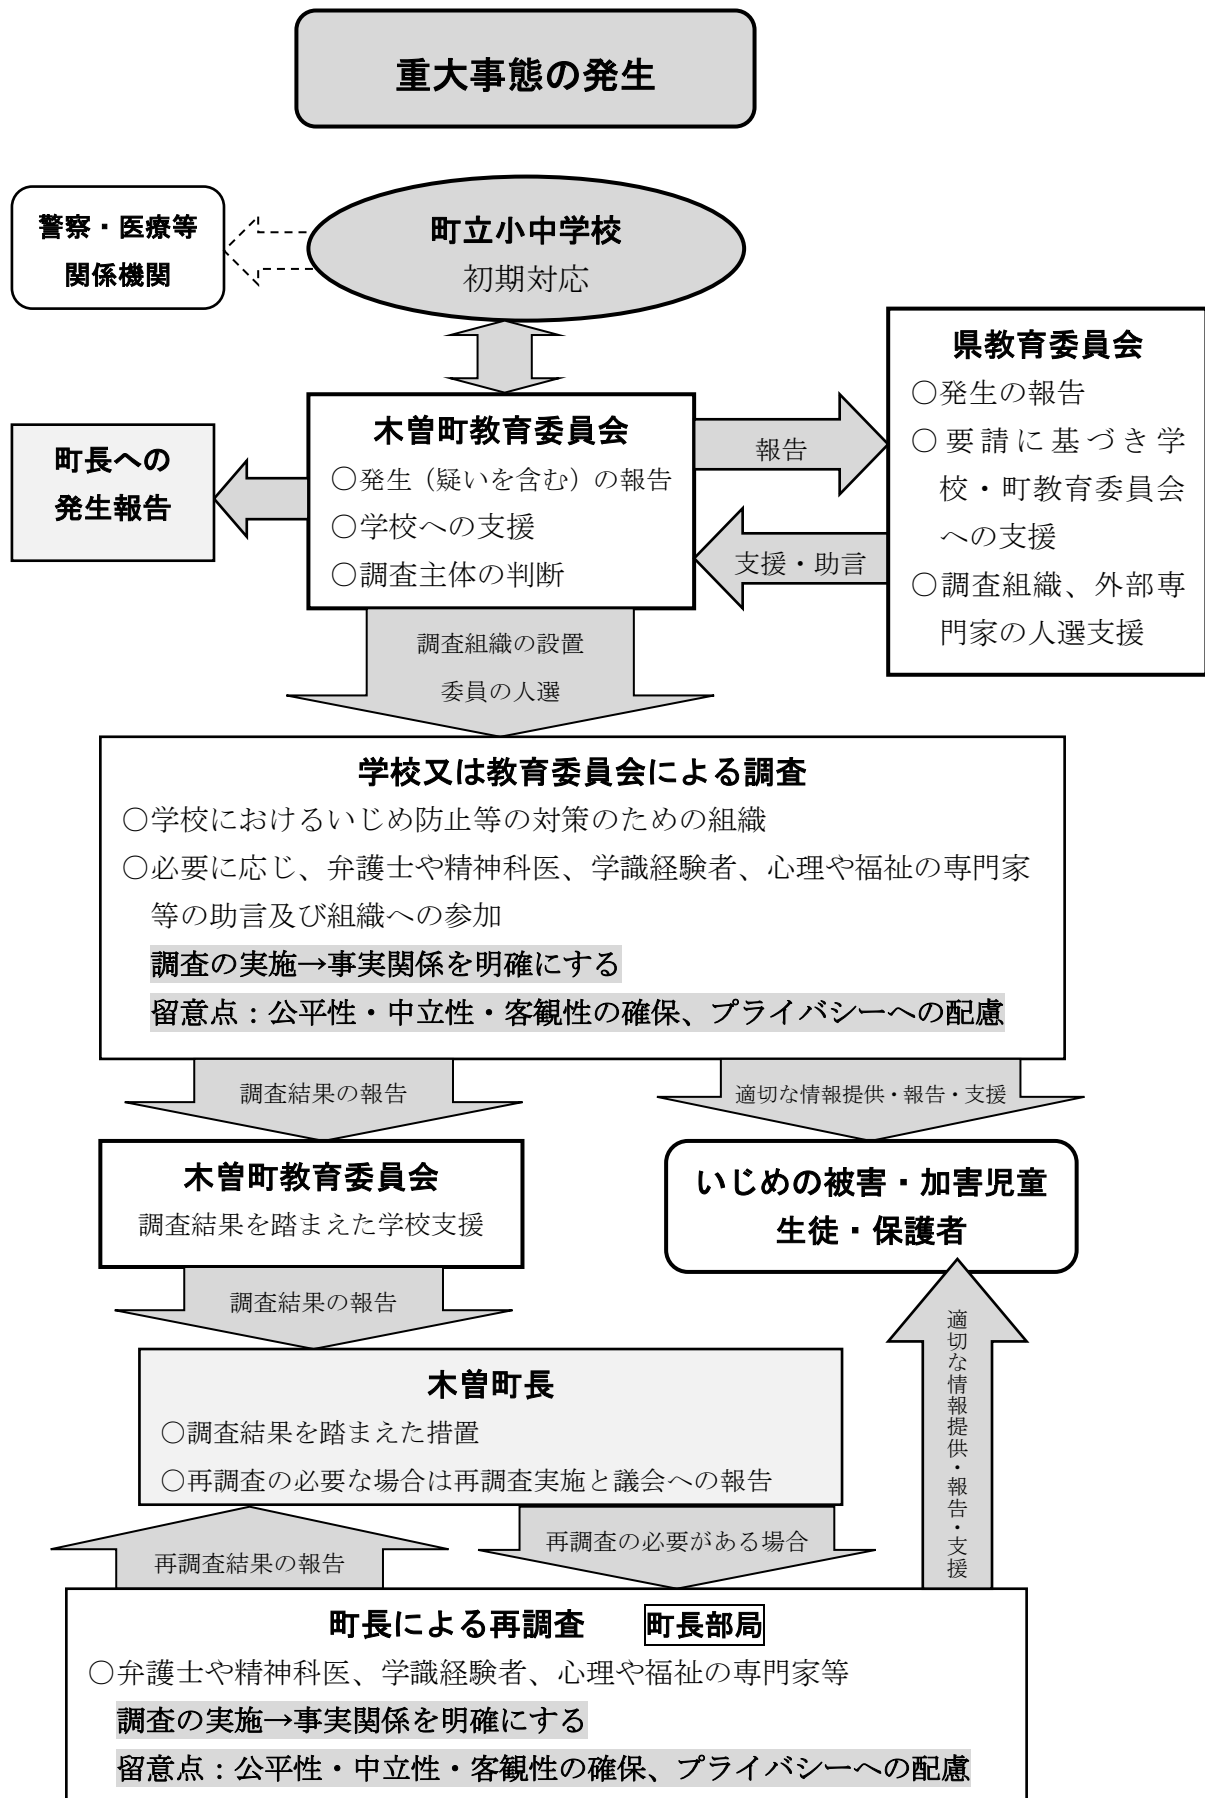 重大事態の発生
警察・医療等
関係機関
町立小中学校
初期対応
県教育委員会
○発生の報告
○要請に基づき学
校・町教育委員会
への支援
○調査組織、外部専
門家の人選支援
木曽町教育委員会
○発生（疑いを含む）の報告
○学校への支援
○調査主体の判断
報告
支援・助言
町長への
発生報告
調査組織の設置
委員の人選
学校又は教育委員会による調査
○学校におけるいじめ防止等の対策のための組織
○必要に応じ、弁護士や精神科医、学識経験者、心理や福祉の専門家
等の助言及び組織への参加
調査の実施→事実関係を明確にする
留意点：公平性・中立性・客観性の確保、プライバシーへの配慮
調査結果の報告
適切な情報提供・報告・支援
木曽町教育委員会
調査結果を踏まえた学校支援
いじめの被害・加害児童
生徒・保護者
調査結果の報告
適切な情報提供・報告・支援
木曽町長
○調査結果を踏まえた措置
○再調査の必要な場合は再調査実施と議会への報告
再調査結果の報告
再調査の必要がある場合
町長による再調査 町長部局
○弁護士や精神科医、学識経験者、心理や福祉の専門家等
調査の実施→事実関係を明確にする
留意点：公平性・中立性・客観性の確保、プライバシーへの配慮